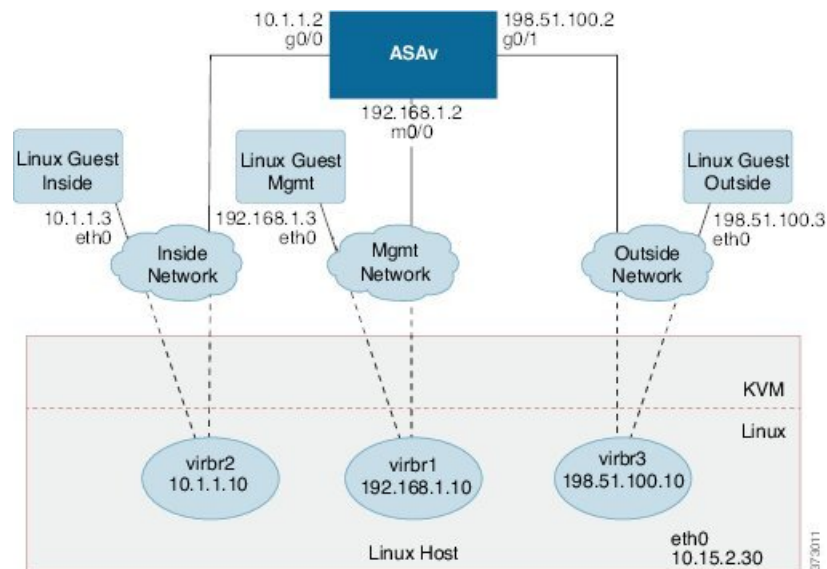 10.1.1.2
g0/0
ASAv
198.51.100.2
g0/1
192.168.1.2
m0/0
Linux Guest
Inside
Linux Guest
Mgmt
Linux Guest
Outside
10.1.1.3
eth0
192.168.1.3
eth0
198.51.100.3
eth0
Inside
Network
Mgmt
Network
Outside
Network
KVM
Linux
virbr2
10.1.1.10
virbr1
192.168.1.10
virbr3
198.51.100.10
Linux Host
eth0
10.15.2.30
373011